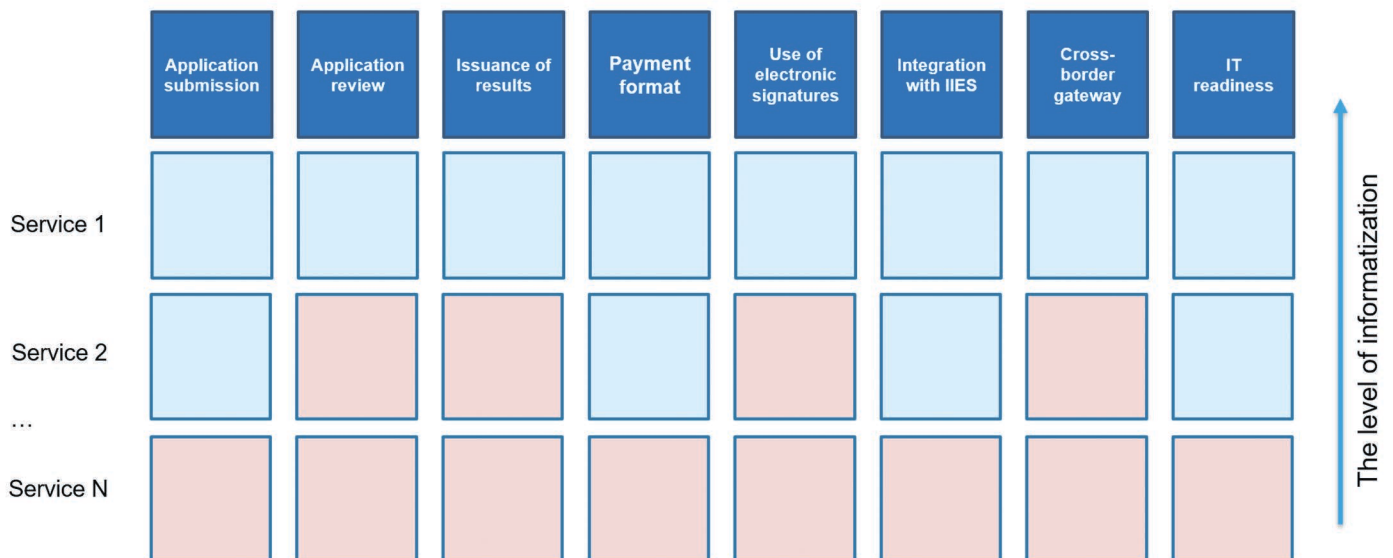 Application
submission
Application
review
Issuance of
results
Payment
format
Use of
electronic
signatures
Integration
with IIES
Cross-
border
gateway
IT
readiness
Service 1
Service 2
…
Service N
The level of informatization